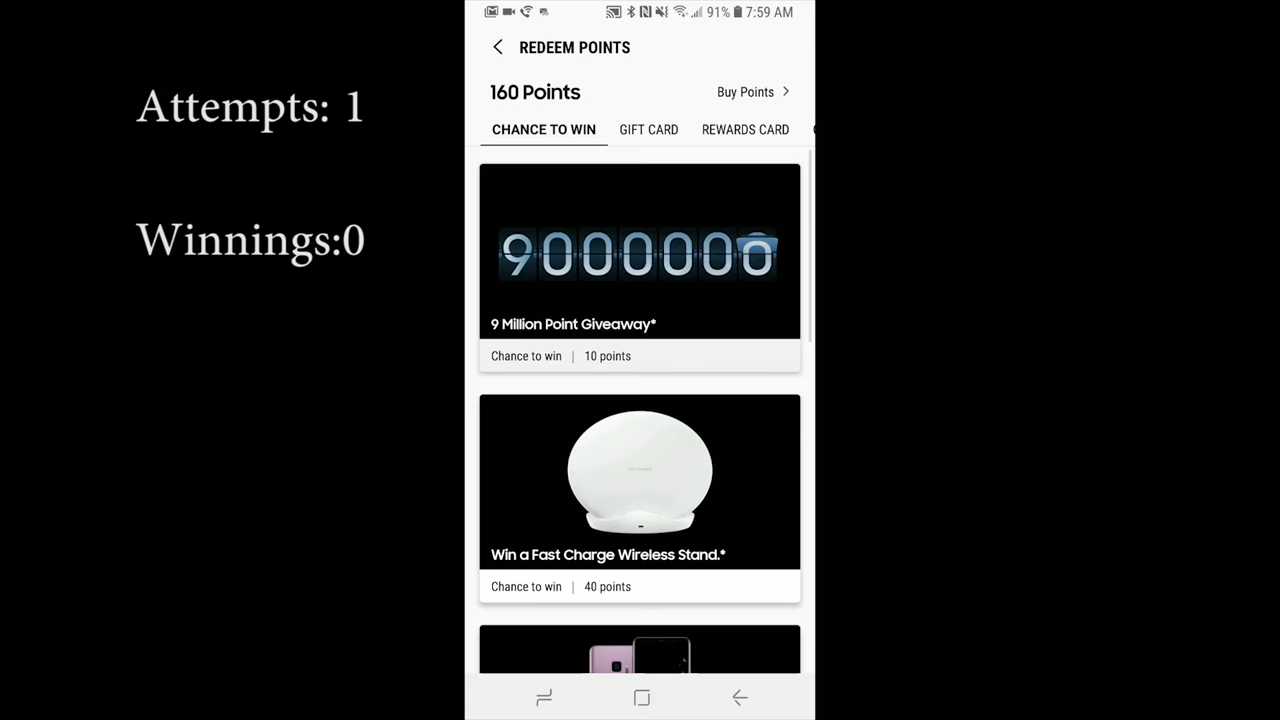 91% 7:59 AM
REDEEM POINTS
160 Points
Buy Points
CHANCE TO WIN GIFT CARD REWARDS CARD
Attempts: 1
Winnings:0
9000000
9 Million Point Giveaway*
Chance to win | 10 points
Win a Fast Charge Wireless Stand.*
Chance to win | 40 points